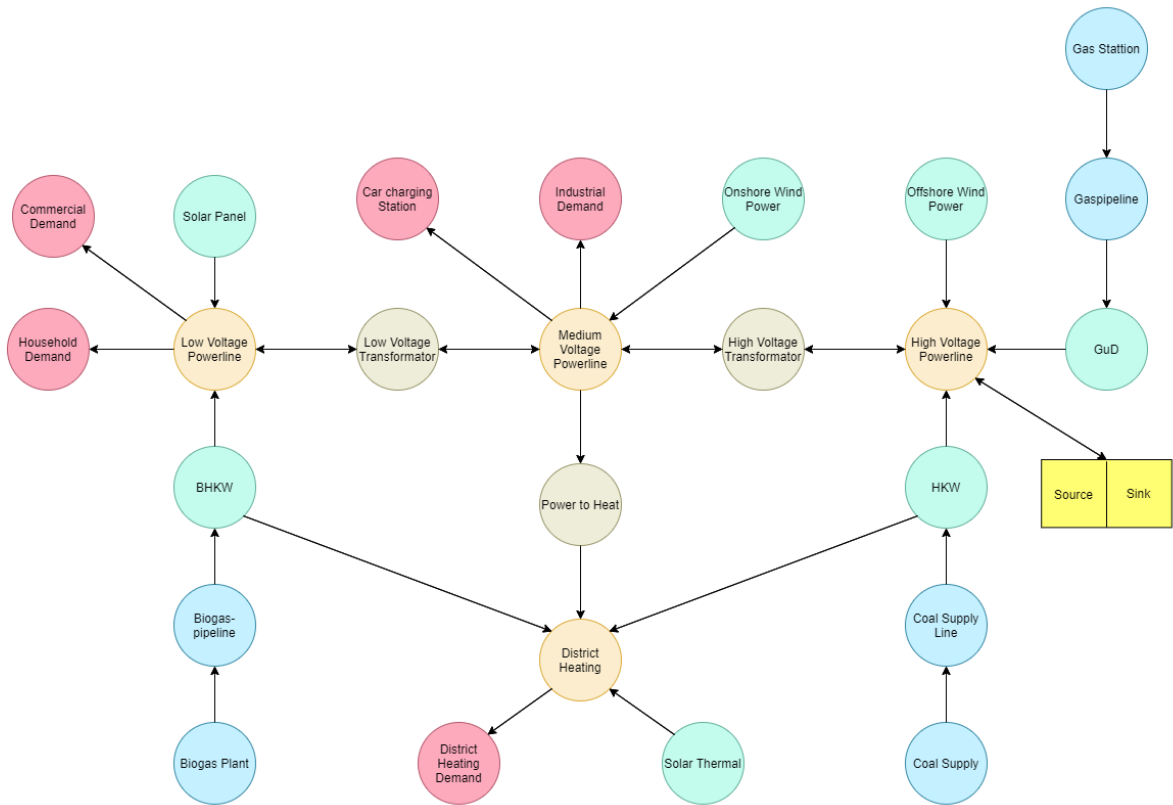 Gas Stattion
Commercial
Demand
Solar Panel
Car charging
Station
Industrial
Demand
Onshore Wind
Power
Offshore Wind
Power
Gaspipeline
Household
Demand
Low Voltage
Powerline
Low Voltage
Transformator
Medium
Voltage
Powerline
High Voltage
Transformator
High Voltage
Powerline
GuD
BHKW
Power to Heat
HKW
Source
Sink
Biogas-
pipeline
District
Heating
Coal Supply
Line
Biogas Plant
District
Heating
Demand
Solar Thermal
Coal Supply